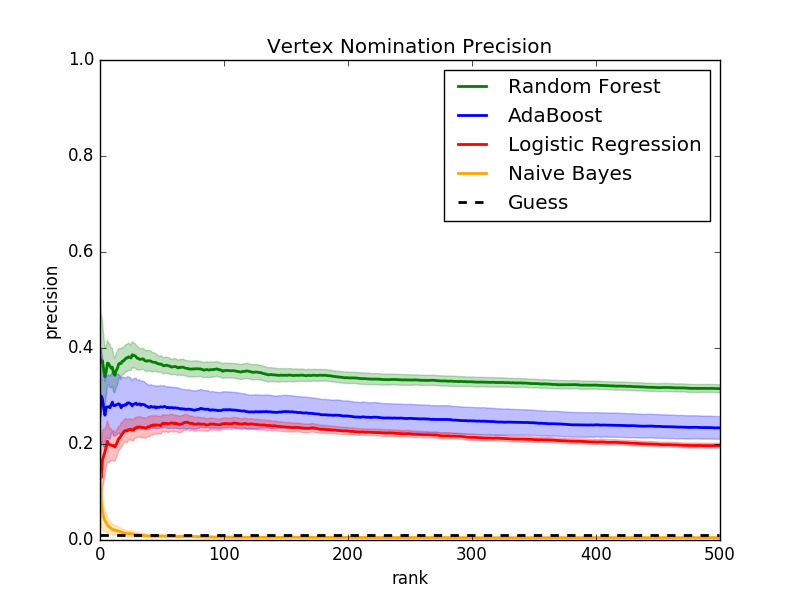 Vertex Nomination Precision
1.0
0.8
0.6
0.4
0.2
0.0
precision
Random Forest
AdaBoost
Logistic Regression
Naive Bayes
Guess
0 100 200 300 400 500
rank